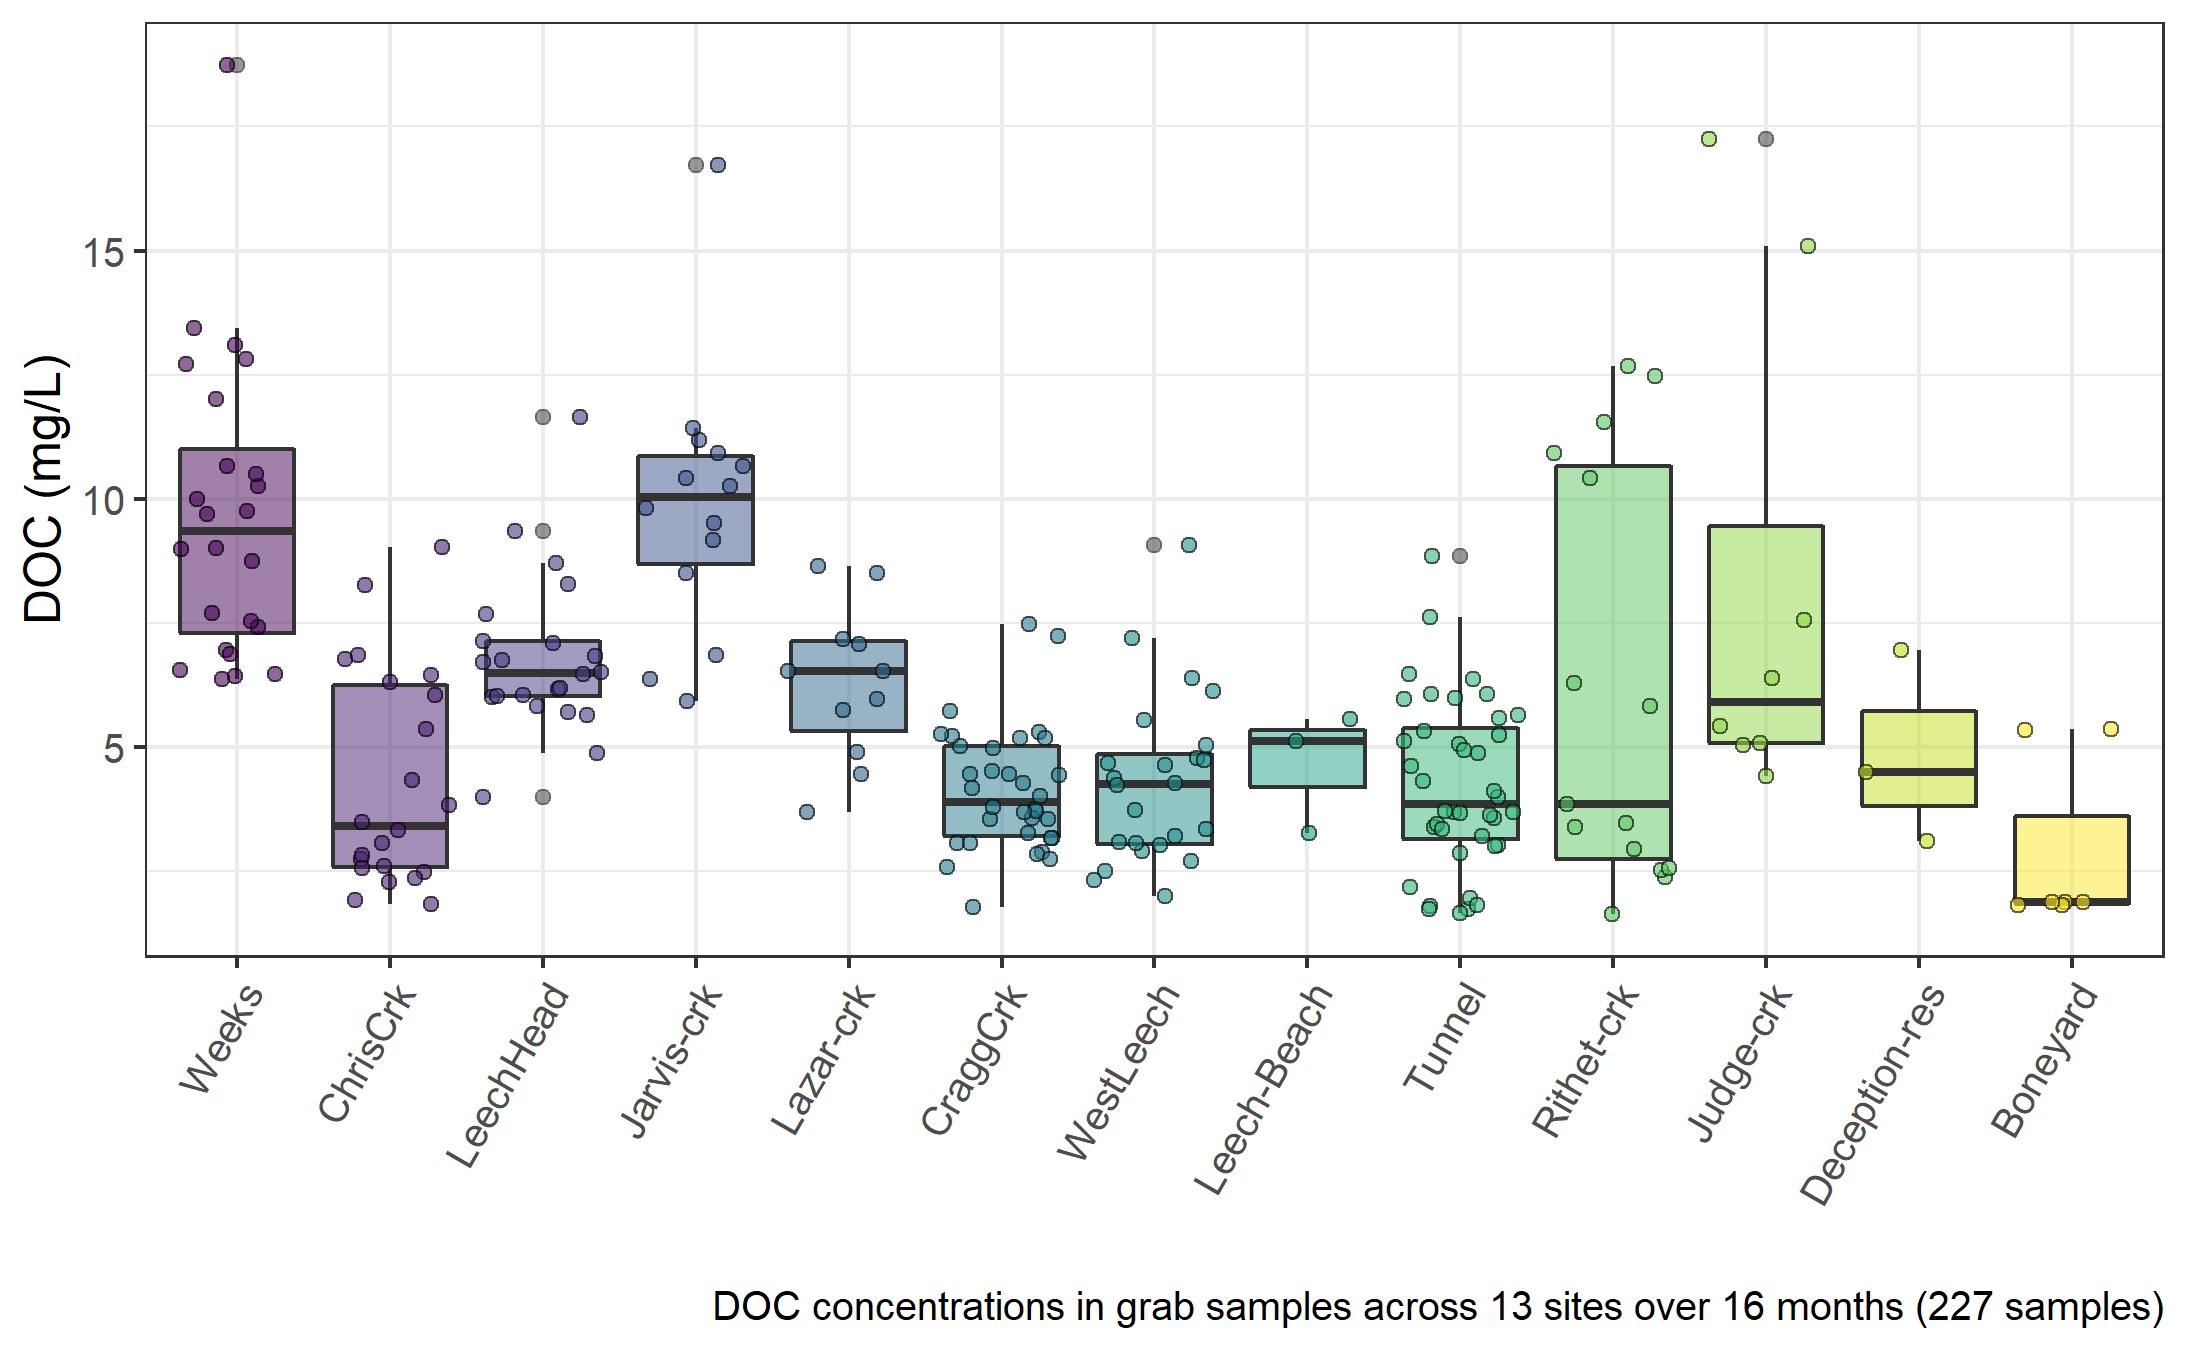 DOC (mg/L)
15
10
5
Weeks
ChrisCrk
LeechHead
Jarvis-crk
Lazar-crk
CraggCrk
WestLeech
Leech-Beach
Tunnel
Rithet-crk
Judge-crk
Deception-res
Boneyard
DOC concentrations in grab samples across 13 sites over 16 months (227 samples)